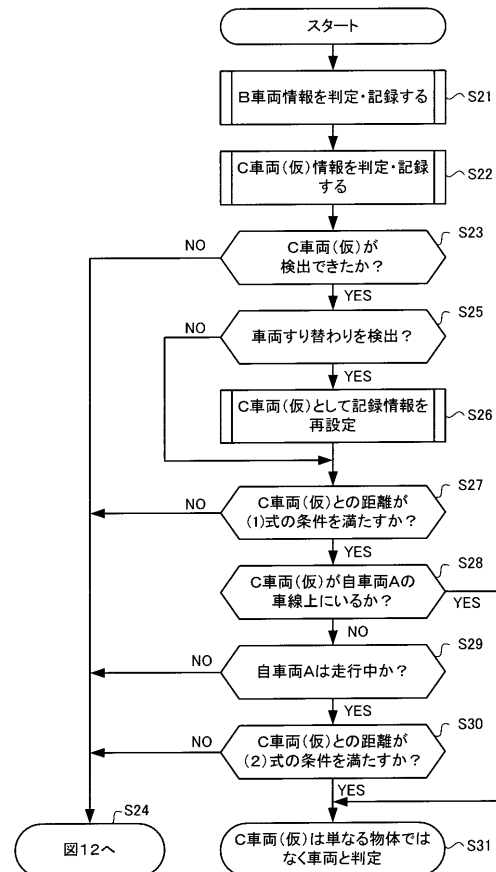 スタート
B車両情報を判定・記録する
S21
C車両(仮)情報を判定・記録
する
S22
NO
C車両(仮)が
検出できたか?
S23
YES
NO
車両すり替わりを検出?
S25
YES
C車両(仮)として記録情報を
再設定
S26
NO
C車両(仮)との距離が
(1)式の条件を満たすか?
S27
YES
C車両(仮)が自車両Aの
車線上にいるか?
S28
YES
NO
NO
自車両Aは走行中か?
S29
YES
NO
C車両(仮)との距離が
(2)式の条件を満たすか?
S30
YES
S24
図12へ
C車両(仮)は単なる物体では
なく車両と判定
S31